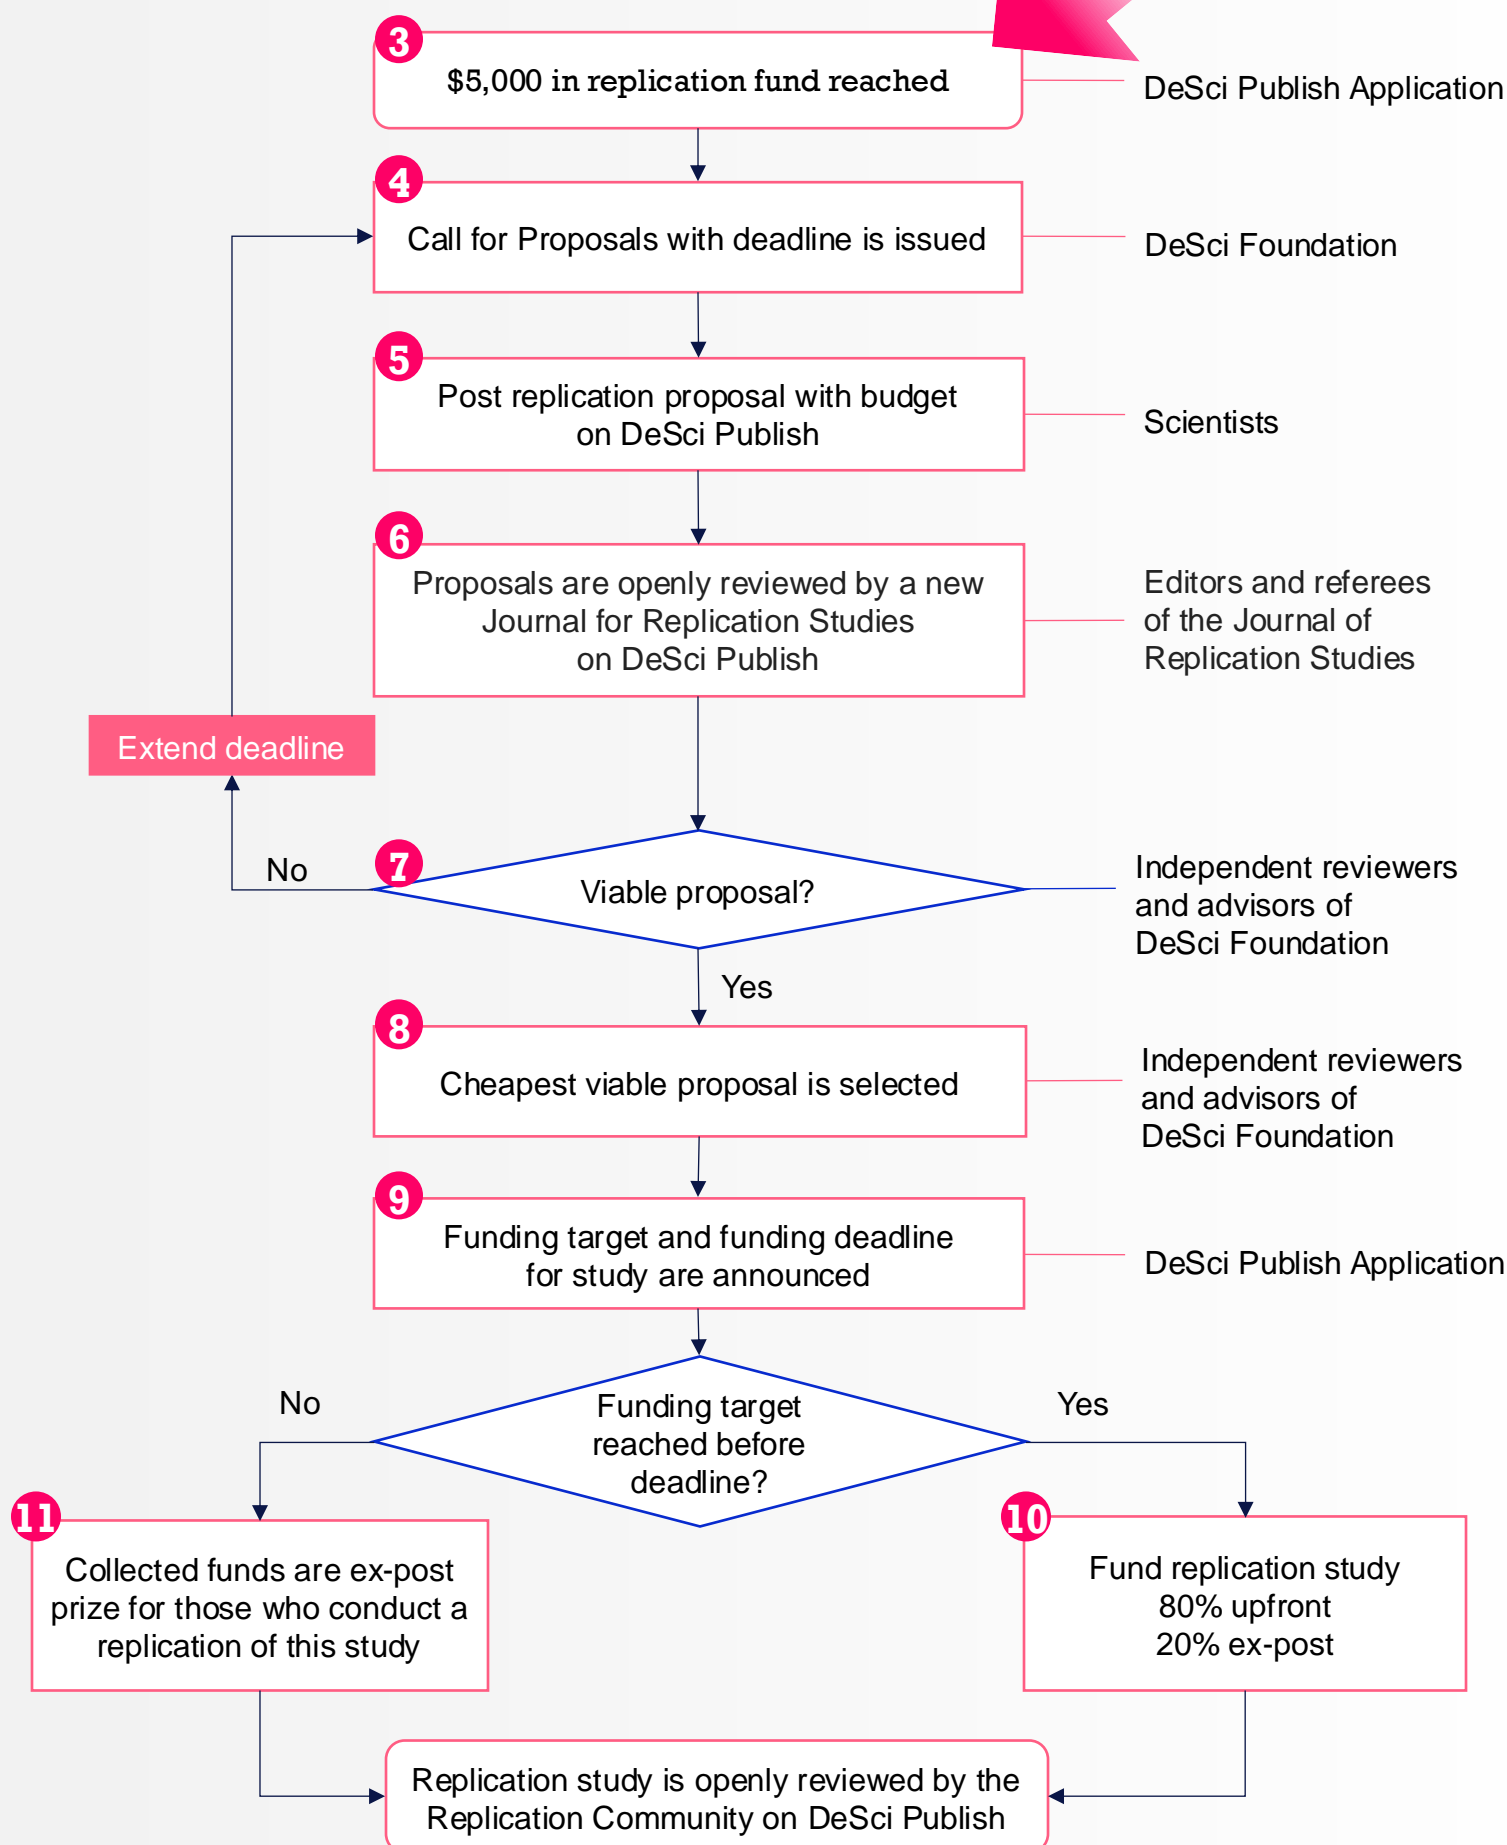 3
$5,000 in replication fund reached
DeSci Publish Application
4
Call for Proposals with deadline is issued
DeSci Foundation
5
Post replication proposal with budget
on DeSci Publish
Scientists
6
Proposals are openly reviewed by a new
Journal for Replication Studies
on DeSci Publish
Editors and referees
of the Journal of
Replication Studies
Extend deadline
No
7
Viable proposal?
Independent reviewers
and advisors of
DeSci Foundation
Yes
8
Cheapest viable proposal is selected
Independent reviewers
and advisors of
DeSci Foundation
9
Funding target and funding deadline
for study are announced
DeSci Publish Application
No
Funding target
reached before
deadline?
Yes
11
Collected funds are ex-post
prize for those who conduct a
replication of this study
10
Fund replication study
80% upfront
20% ex-post
Replication study is openly reviewed by the
Replication Community on DeSci Publish